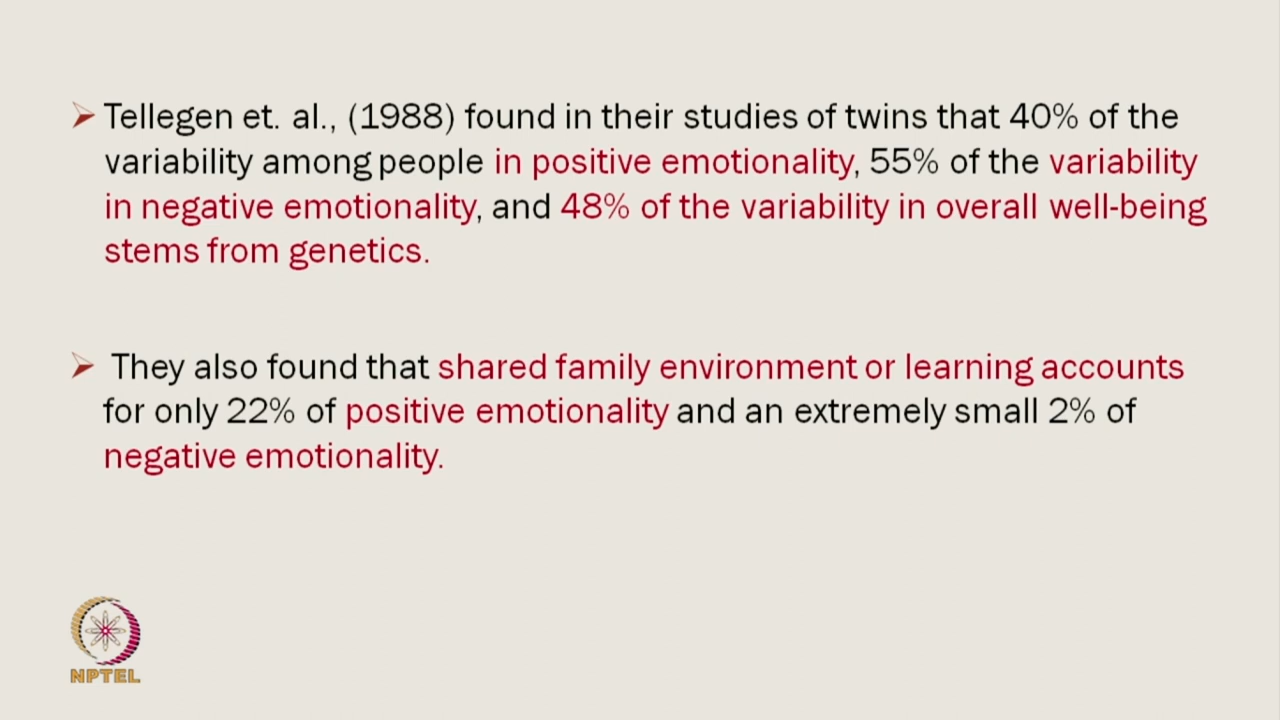 Tellegen et. al., (1988) found in their studies of twins that 40% of the
variability among people in positive emotionality, 55% of the variability
in negative emotionality, and 48% of the variability in overall well-being
stems from genetics.
They also found that shared family environment or learning accounts
for only 22% of positive emotionality and an extremely small 2% of
negative emotionality.
NPTEL